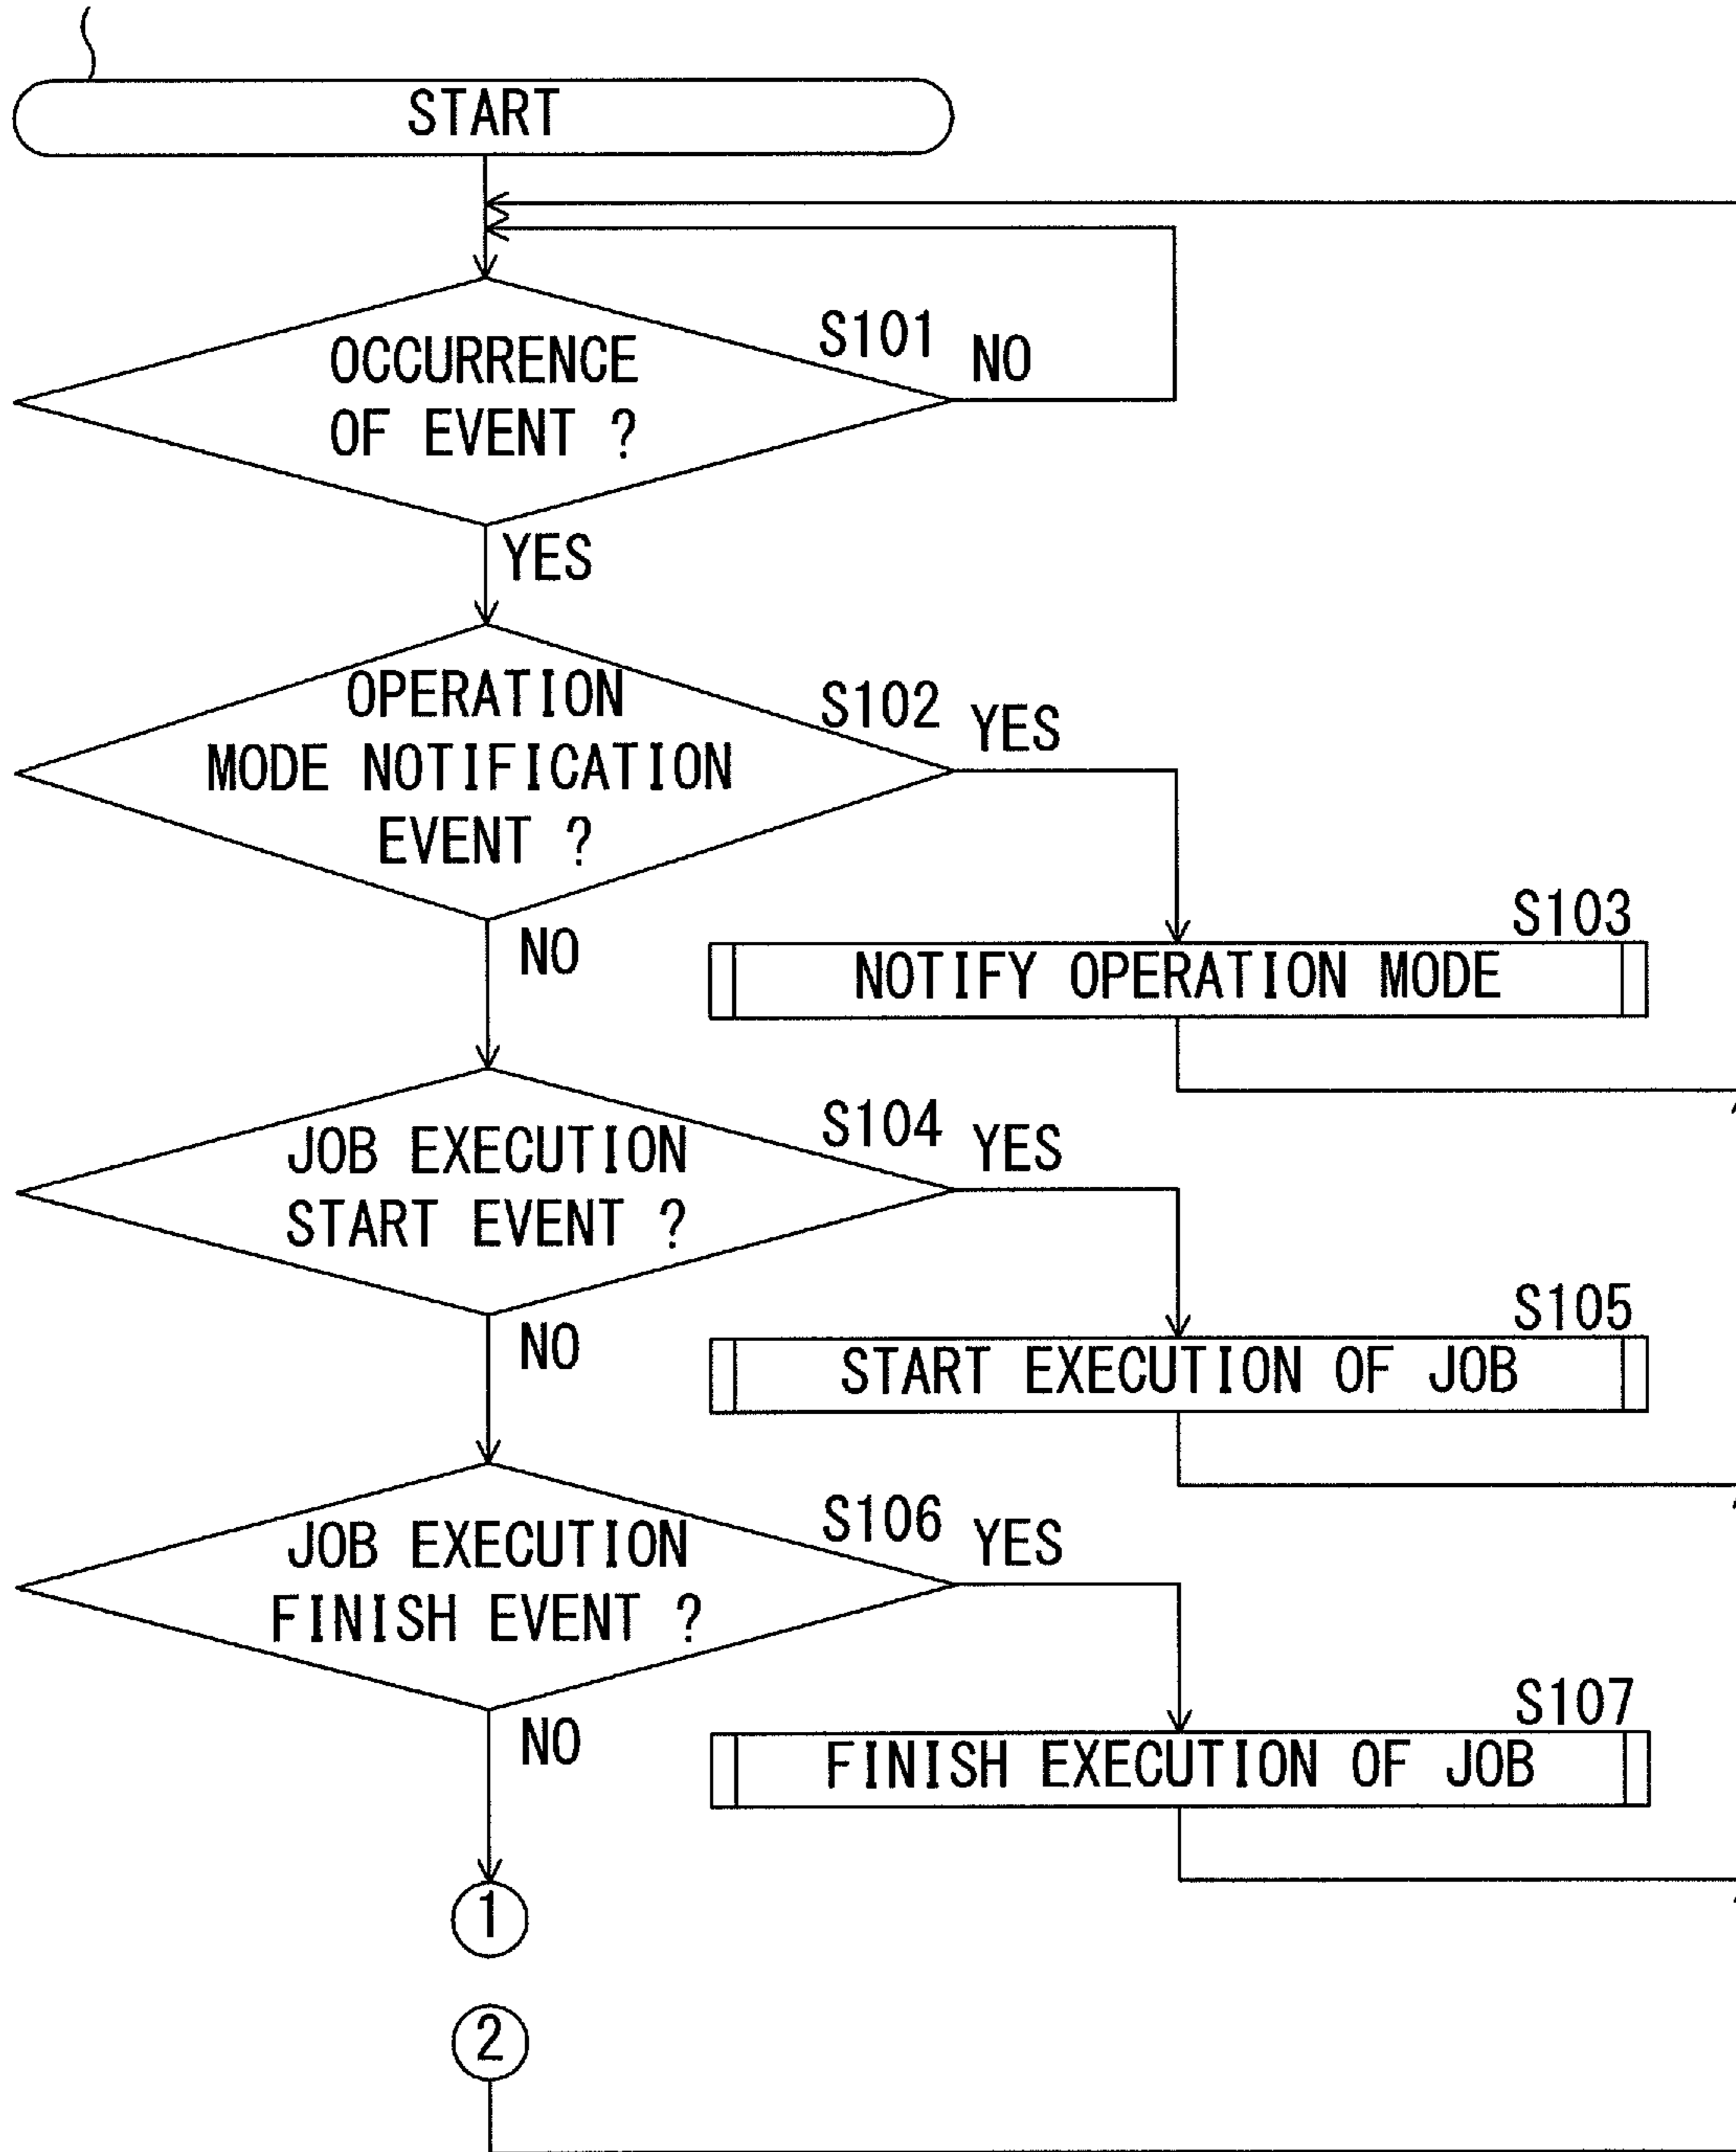 START
S101
NO
OCCURRENCE
OF EVENT ?
YES
S102
YES
OPERATION
MODE NOTIFICATION
EVENT ?
NO
S103
NOTIFY OPERATION MODE
S104
YES
JOB EXECUTION
START EVENT ?
NO
S105
START EXECUTION OF JOB
S106
YES
JOB EXECUTION
FINISH EVENT ?
NO
S107
FINISH EXECUTION OF JOB
1
2